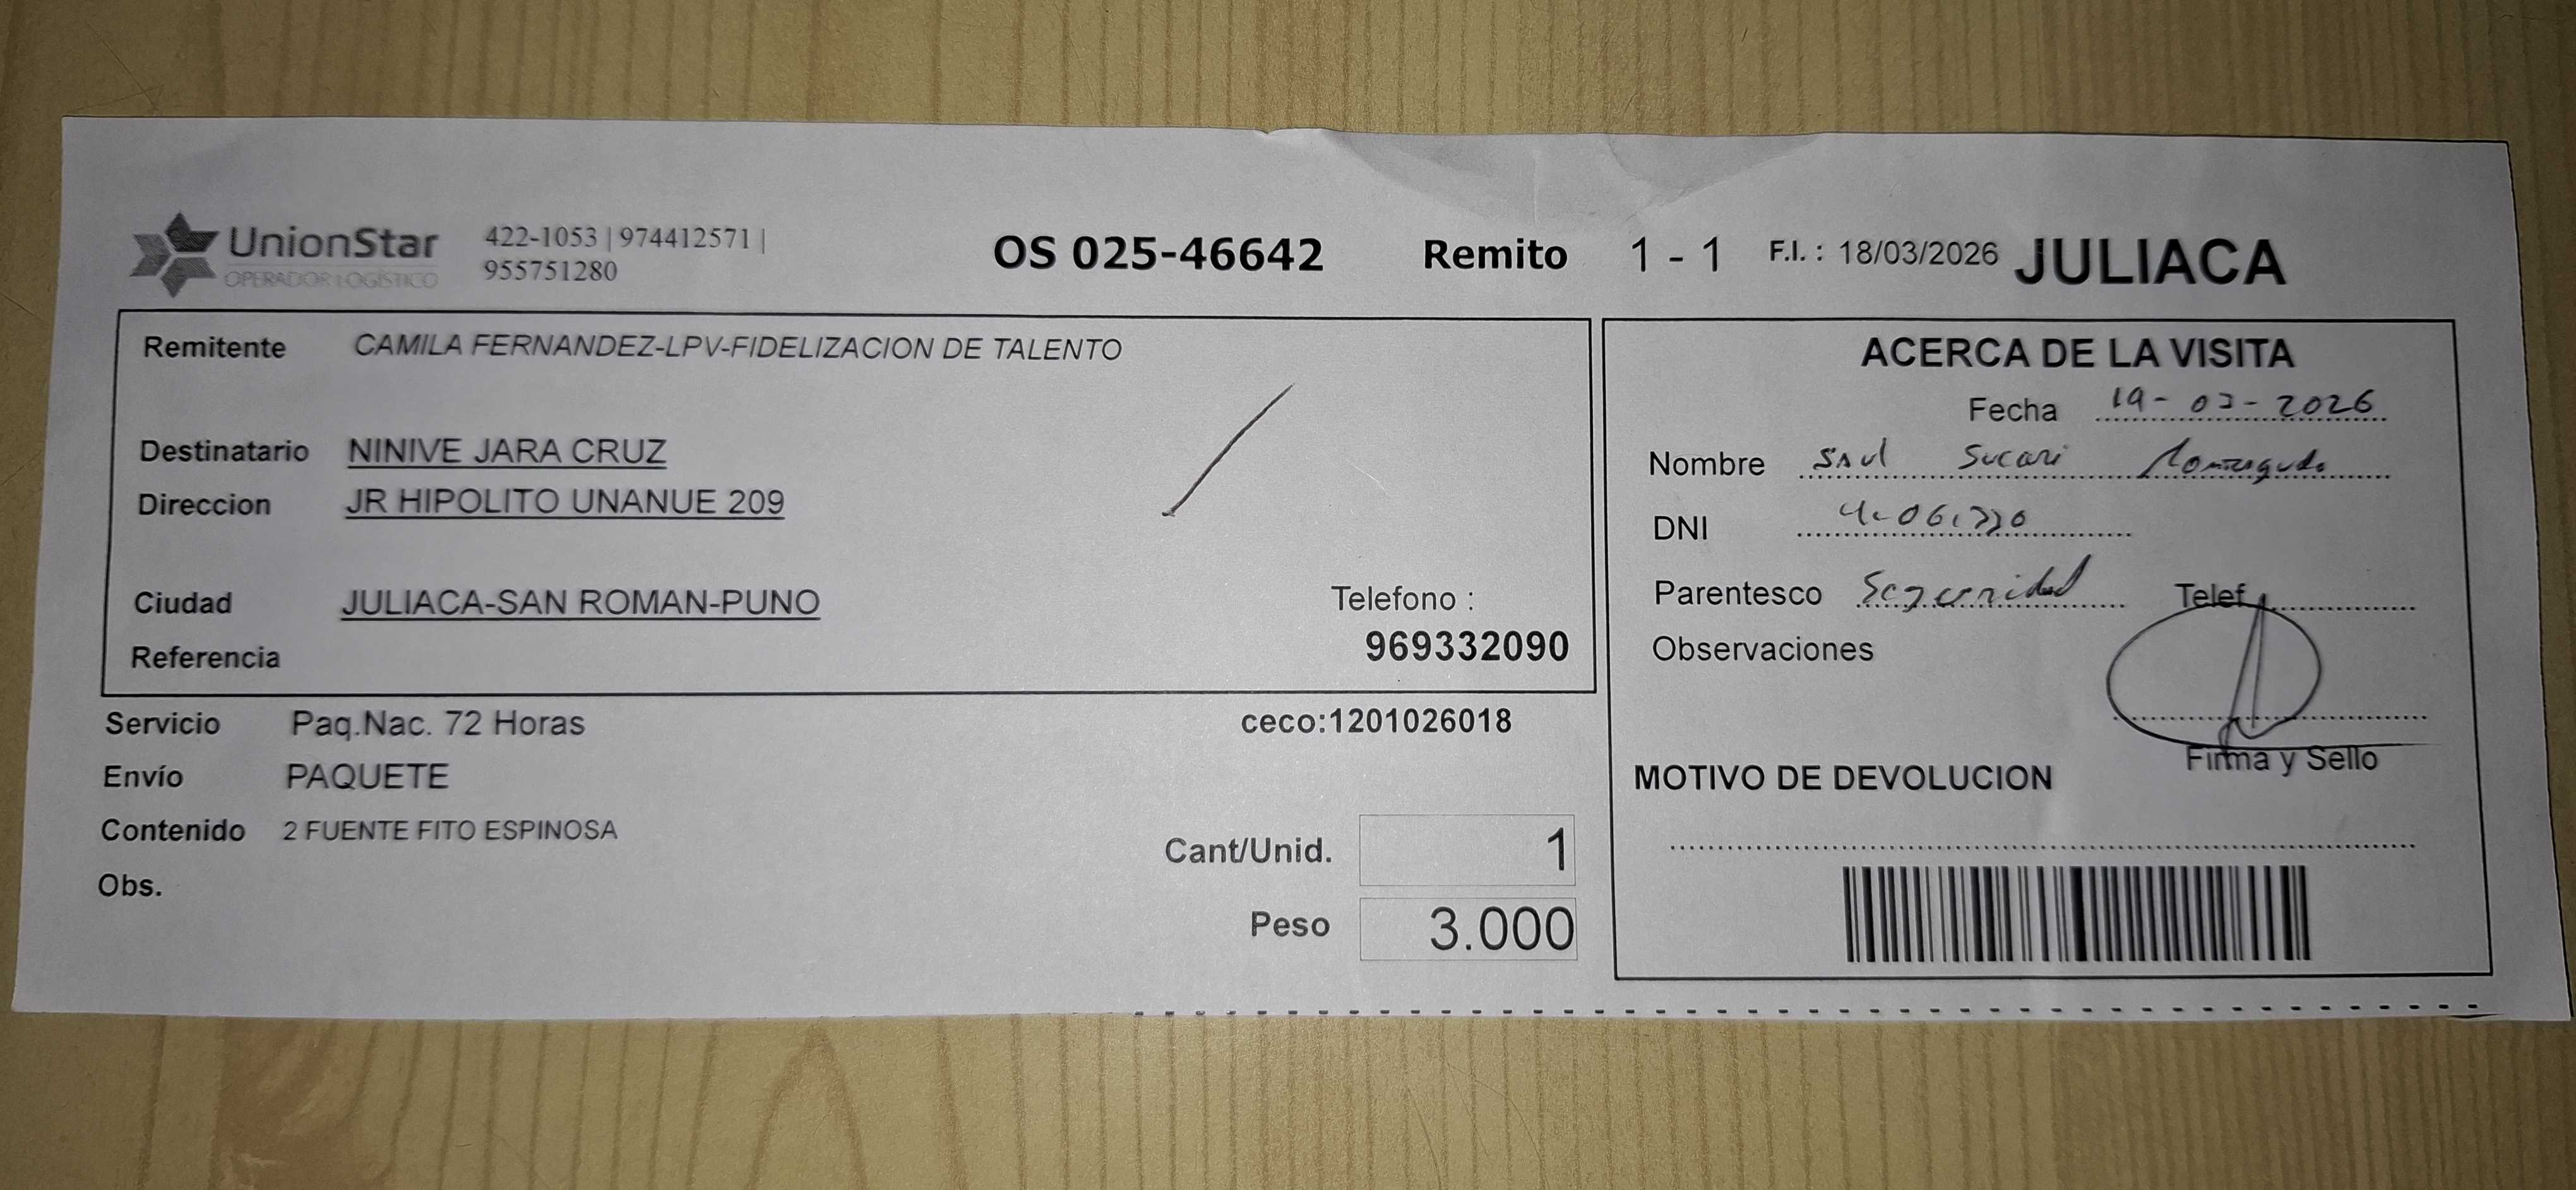 UnionStar
OPERADOR LOGÍSTICO
422-1053 | 974412571 |
955751280
OS 025-46642 Remito 1 - 1 F.I. : 18/03/2026 JULIACA
Remitente CAMILA FERNANDEZ-LPV-FIDELIZACION DE TALENTO
Destinatario NINIVE JARA CRUZ
Direccion JR HIPOLITO UNANUE 209
Ciudad JULIACA-SAN ROMAN-PUNO
Telefono :
969332090
Referencia
Servicio Paq.Nac. 72 Horas
ceco:1201026018
Envío PAQUETE
Contenido 2 FUENTE FITO ESPINOSA
Obs.
Cant/Unid. 1
Peso 3.000
ACERCA DE LA VISITA
Fecha 19-03-2026
Nombre Saul Sucari
DNI
Parentesco Seguridad Telef
Observaciones
Firma y Sello
MOTIVO DE DEVOLUCION